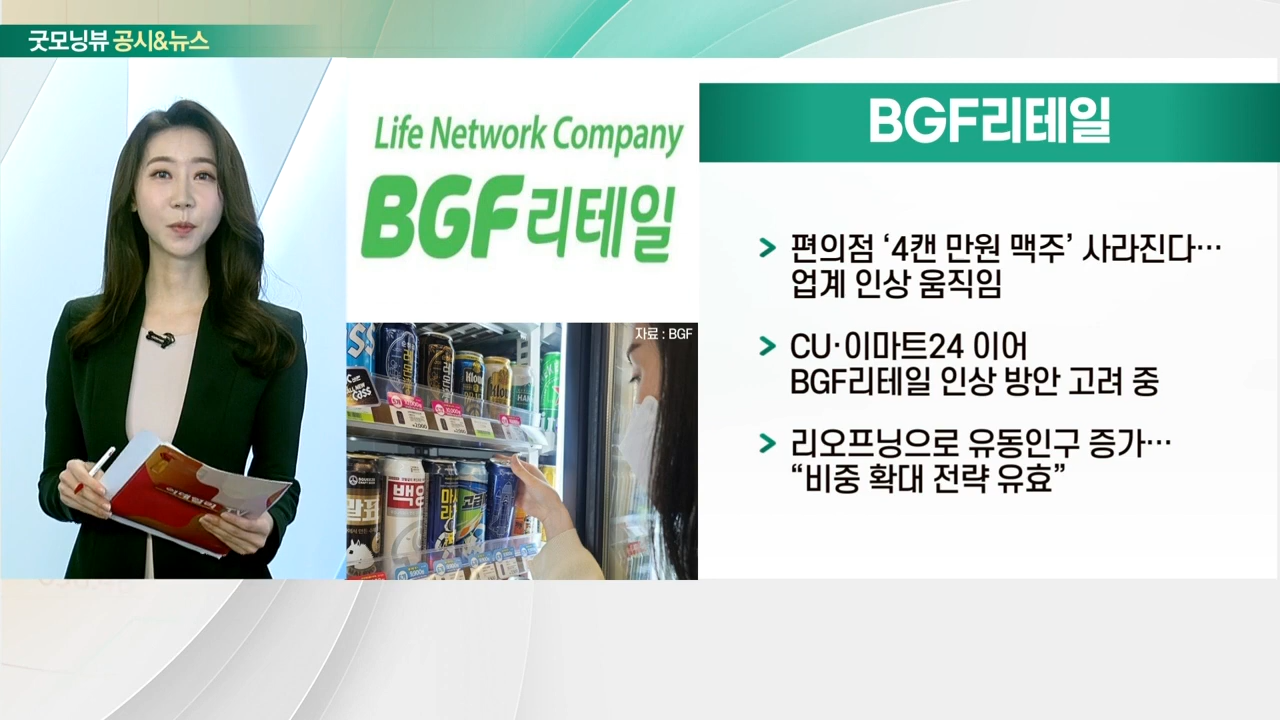 굿모닝뷰 공시&뉴스
Life Network Company
BGF리테일
BGF리테일
편의점 ‘4캔 만원 맥주’ 사라진다…
업계 인상 움직임
CU·이마트24 이어
BGF리테일 인상 방안 고려 중
리오프닝으로 유동인구 증가…
“비중 확대 전략 유효”
자료 : BGF